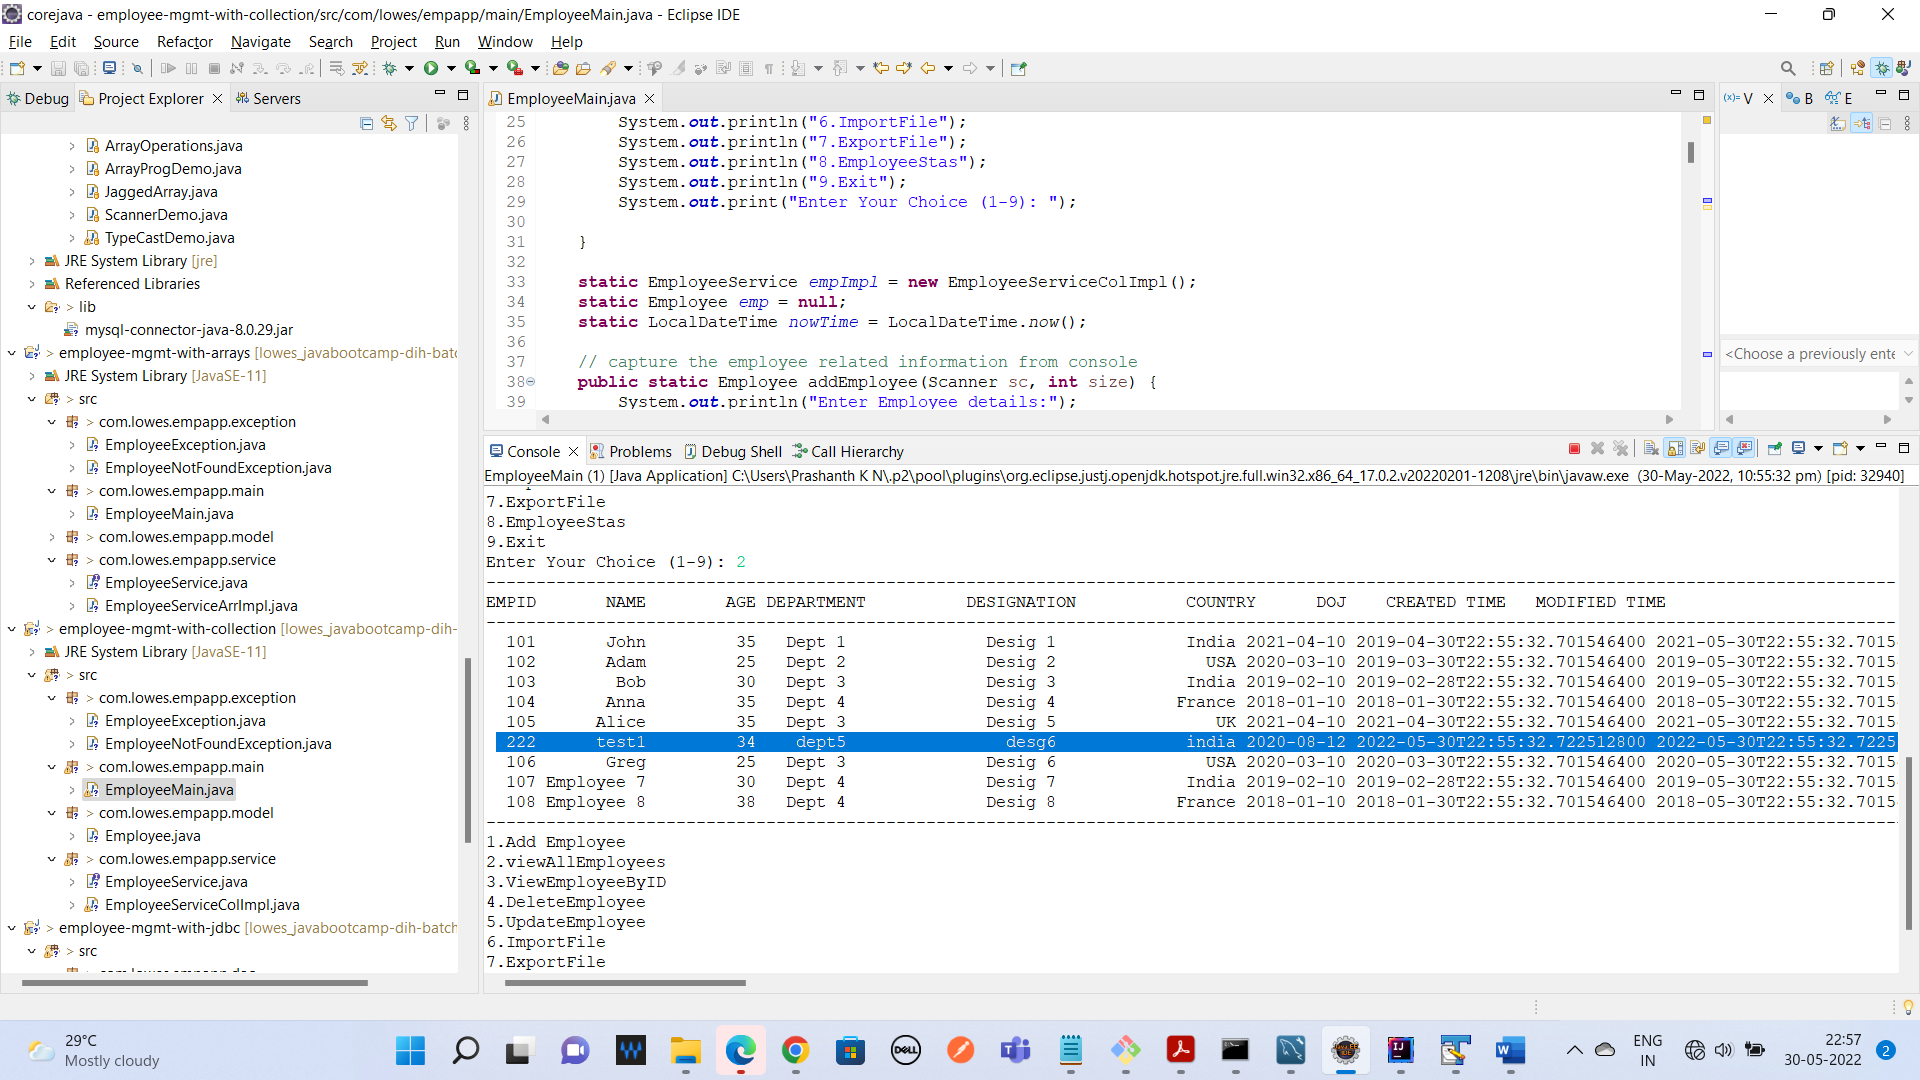 corejava - employee-mgmt-with-collection/src/com/lowes/empapp/main/EmployeeMain.java - Eclipse IDE
File Edit Source Refactor Navigate Search Project Run Window Help
Debug Project Explorer Servers
ArrayOperations.java
ArrayProgDemo.java
JaggedArray.java
ScannerDemo.java
TypeCastDemo.java
JRE System Library [jre]
Referenced Libraries
> lib
mysql-connector-java-8.0.29.jar
> employee-mgmt-with-arrays [lowes_javabootcamp-dih-batc
JRE System Library [JavaSE-11]
> src
> com.lowes.empapp.exception
EmployeeException.java
EmployeeNotFoundException.java
> com.lowes.empapp.main
EmployeeMain.java
> com.lowes.empapp.model
> com.lowes.empapp.service
EmployeeService.java
EmployeeServiceArrImpl.java
> employee-mgmt-with-collection [lowes_javabootcamp-dih-
JRE System Library [JavaSE-11]
> src
> com.lowes.empapp.exception
EmployeeException.java
EmployeeNotFoundException.java
> com.lowes.empapp.main
EmployeeMain.java
> com.lowes.empapp.model
Employee.java
> com.lowes.empapp.service
EmployeeService.java
EmployeeServiceColImpl.java
> employee-mgmt-with-jdbc [lowes_javabootcamp-dih-batch
> src
EmployeeMain.java
25 System.out.println("6.ImportFile");
26 System.out.println("7.ExportFile");
27 System.out.println("8.EmployeeStas");
28 System.out.println("9.Exit");
29 System.out.print("Enter Your Choice (1-9): ");
30
31 }
32
33 static EmployeeService empImpl = new EmployeeServiceColImpl();
34 static Employee emp = null;
35 static LocalDateTime nowTime = LocalDateTime.now();
36
37 // capture the employee related information from console
38 public static Employee addEmployee(Scanner sc, int size) {
39 System.out.println("Enter Employee details:");
(x)= V B E
<Choose a previously ente
Console Problems Debug Shell Call Hierarchy
EmployeeMain (1) [Java Application] C:\Users\Prashanth K N\.p2\pool\plugins\org.eclipse.justj.openjdk.hotspot.jre.full.win32.x86_64_17.0.2.v20220201-1208\jre\bin\javaw.exe (30-May-2022, 10:55:32 pm) [pid: 32940]
7.ExportFile
8.EmployeeStas
9.Exit
Enter Your Choice (1-9): 2
EMPID NAME AGE DEPARTMENT DESIGNATION COUNTRY DOJ CREATED TIME MODIFIED TIME
101 John 35 Dept 1 Desig 1 India 2021-04-10 2019-04-30T22:55:32.701546400 2021-05-30T22:55:32.7015
102 Adam 25 Dept 2 Desig 2 USA 2020-03-10 2019-03-30T22:55:32.701546400 2019-05-30T22:55:32.7015
103 Bob 30 Dept 3 Desig 3 India 2019-02-10 2019-02-28T22:55:32.701546400 2019-05-30T22:55:32.7015
104 Anna 35 Dept 4 Desig 4 France 2018-01-10 2018-01-30T22:55:32.701546400 2018-05-30T22:55:32.7015
105 Alice 35 Dept 3 Desig 5 UK 2021-04-10 2021-04-30T22:55:32.701546400 2021-05-30T22:55:32.7015
222 test1 34 dept5 desg6 india 2020-08-12 2022-05-30T22:55:32.722512800 2022-05-30T22:55:32.7225
106 Greg 25 Dept 3 Desig 6 USA 2020-03-10 2020-03-30T22:55:32.701546400 2020-05-30T22:55:32.7015
107 Employee 7 30 Dept 4 Desig 7 India 2019-02-10 2019-02-28T22:55:32.701546400 2019-05-30T22:55:32.7015
108 Employee 8 38 Dept 4 Desig 8 France 2018-01-10 2018-01-30T22:55:32.701546400 2018-05-30T22:55:32.7015
1.Add Employee
2.viewAllEmployees
3.ViewEmployeeByID
4.DeleteEmployee
5.UpdateEmployee
6.ImportFile
7.ExportFile
29°C
Mostly cloudy
DELL
IJ
W
ENG
IN
22:57
30-05-2022
2